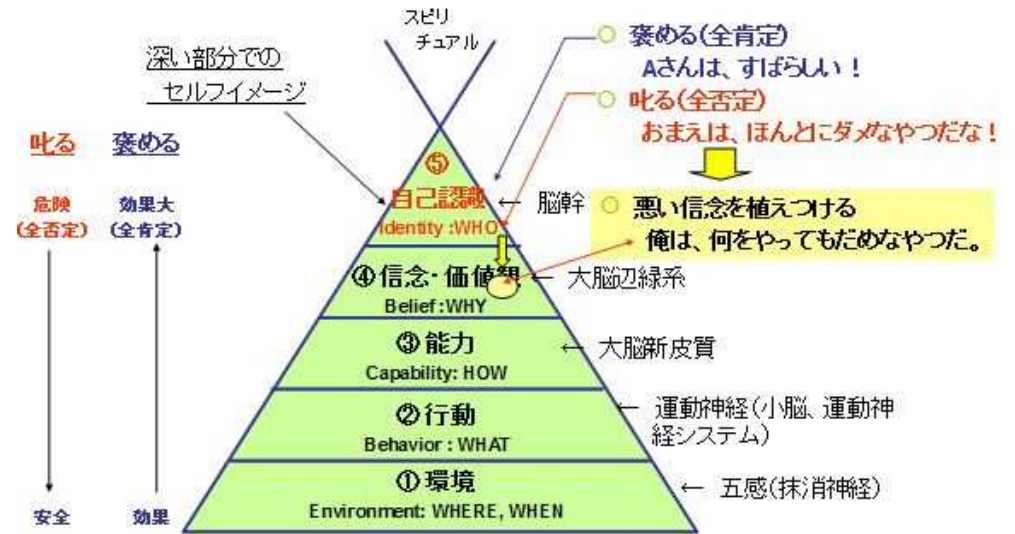 スピリ
チュアル
深い部分での
セルフイメージ
○ 褒める(全肯定)
Aさんは、すばらしい！
○ 叱る(全否定)
おまえは、ほんとにダメなやつだな！
叱る 褒める
危険 効果大
(全否定) (全肯定)
⑤
自己認識
Identity :WHO
← 脳幹
○ 悪い信念を植えつける
俺は、何をやってもだめなやつだ。
④信念・価値観
Belief :WHY
← 大脳辺縁系
③能力
Capability: HOW
← 大脳新皮質
②行動
Behavior : WHAT
← 運動神経(小脳、運動神
経システム)
①環境
Environment: WHERE, WHEN
← 五感(抹消神経)
安全 効果